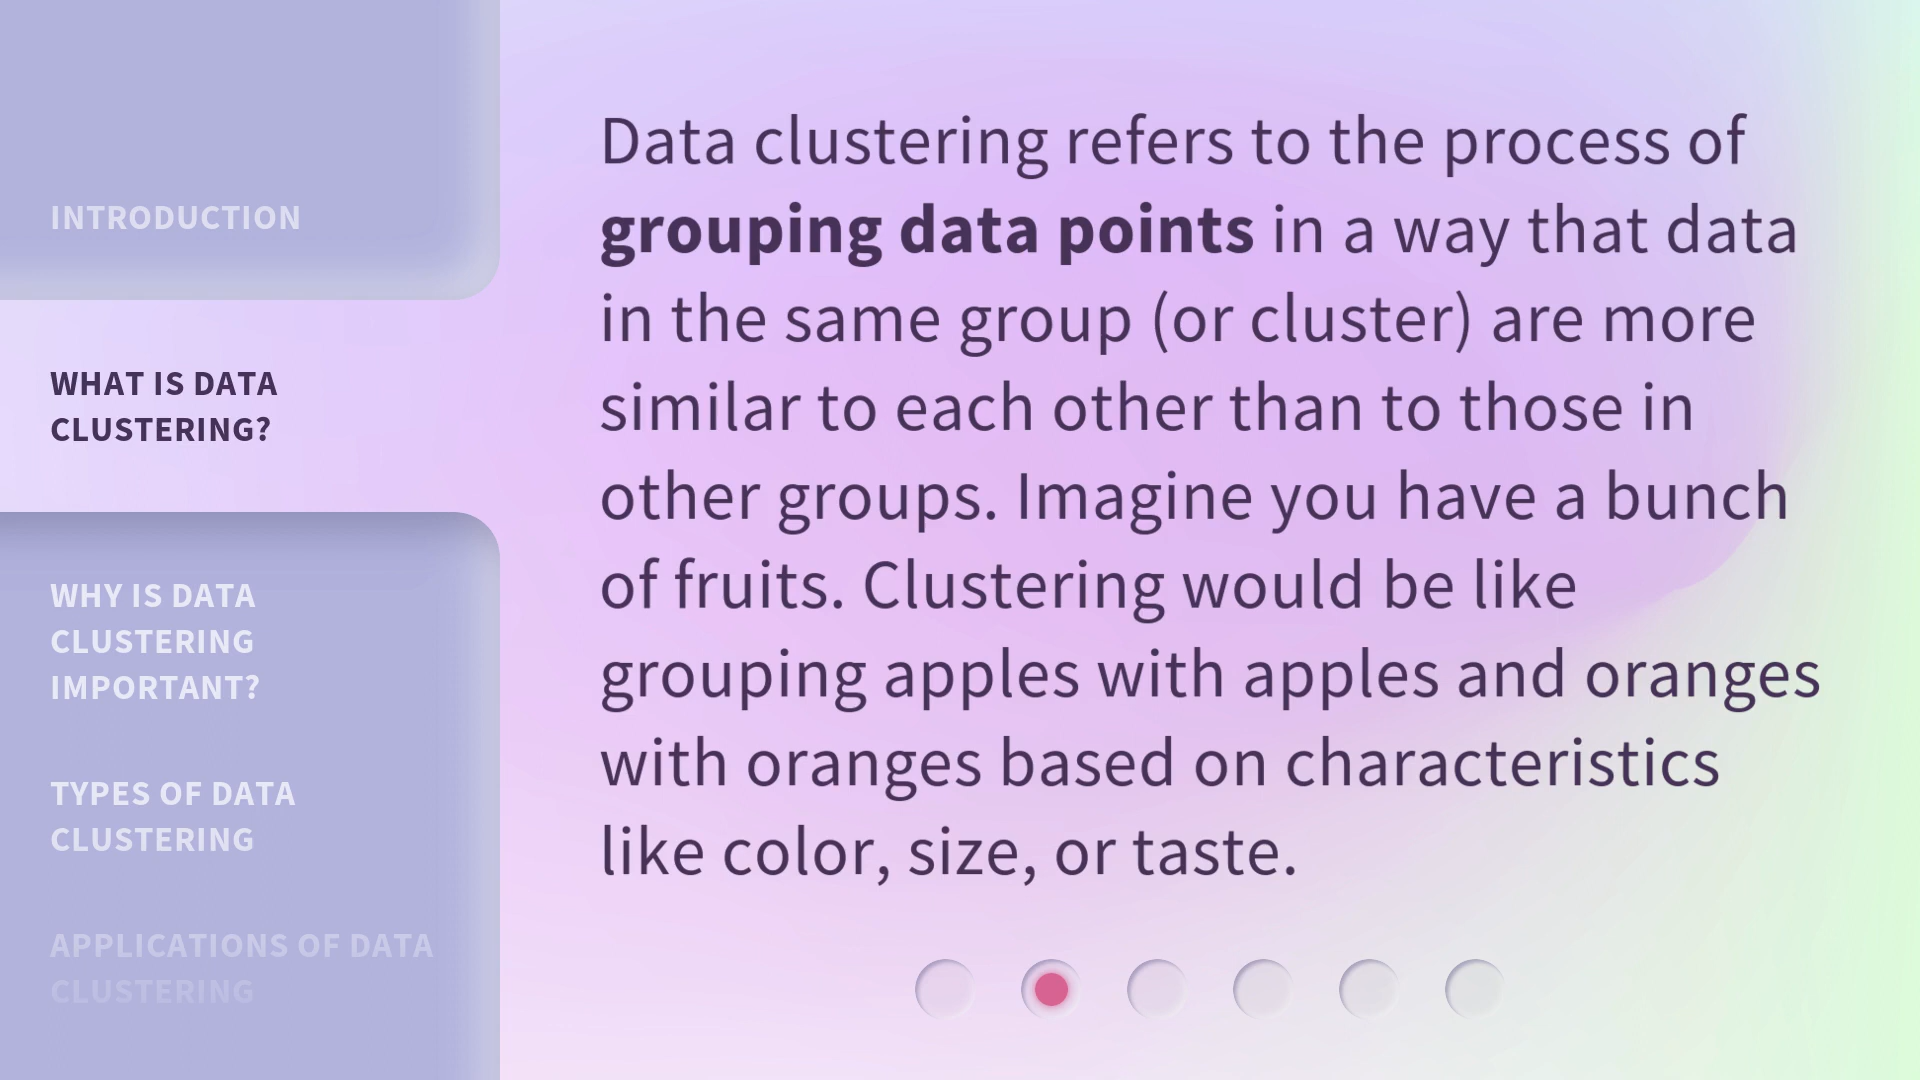 INTRODUCTION
WHAT IS DATA
CLUSTERING?
WHY IS DATA
CLUSTERING
IMPORTANT?
TYPES OF DATA
CLUSTERING
APPLICATIONS OF DATA
CLUSTERING
Data clustering refers to the process of
grouping data points in a way that data
in the same group (or cluster) are more
similar to each other than to those in
other groups. Imagine you have a bunch
of fruits. Clustering would be like
grouping apples with apples and oranges
with oranges based on characteristics
like color, size, or taste.